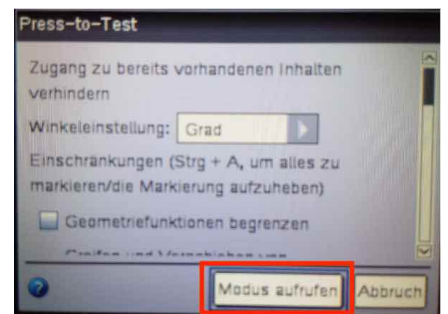 Press-to-Test
Zugang zu bereits vorhandenen Inhalten
verhindern
Winkeleinstellung: Grad
Einschränkungen (Strg + A, um alles zu
markieren/die Markierung aufzuheben)
Geometriefunktionen begrenzen
Modus aufrufen Abbruch